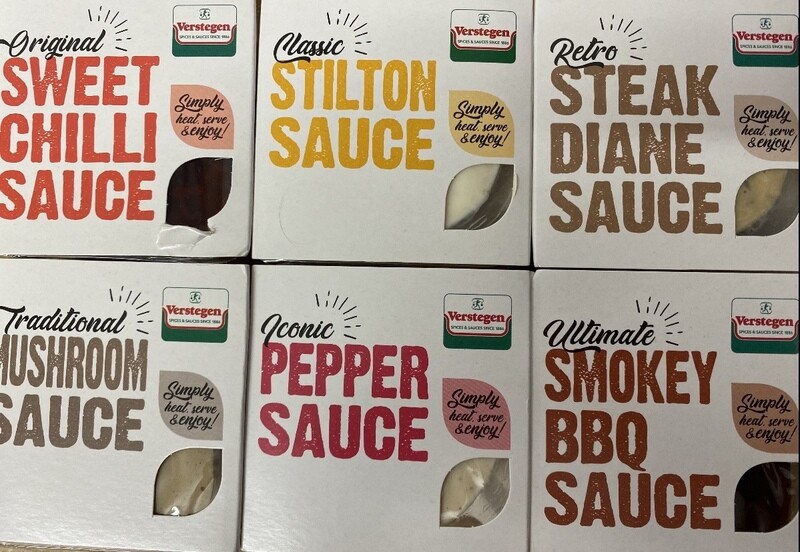 Original
SWEET
CHILLI
SAUCE
Verstegen
SPICES & SAUCES SINCE 1886
Simply
heat, serve
& enjoy!
Classic
STILTON
SAUCE
Verstegen
SPICES & SAUCES SINCE 1886
Simply
heat, serve
& enjoy!
Retro
STEAK
DIANE
SAUCE
Verstegen
SPICES & SAUCES SINCE 1886
Simply
heat, serve
& enjoy!
Traditional
MUSHROOM
SAUCE
Verstegen
SPICES & SAUCES SINCE 1886
Simply
heat, serve
& enjoy!
Iconic
PEPPER
SAUCE
Verstegen
SPICES & SAUCES SINCE 1886
Simply
heat, serve
& enjoy!
Ultimate
SMOKEY
BBQ
SAUCE
Verstegen
SPICES & SAUCES SINCE 1886
Simply
heat, serve
& enjoy!